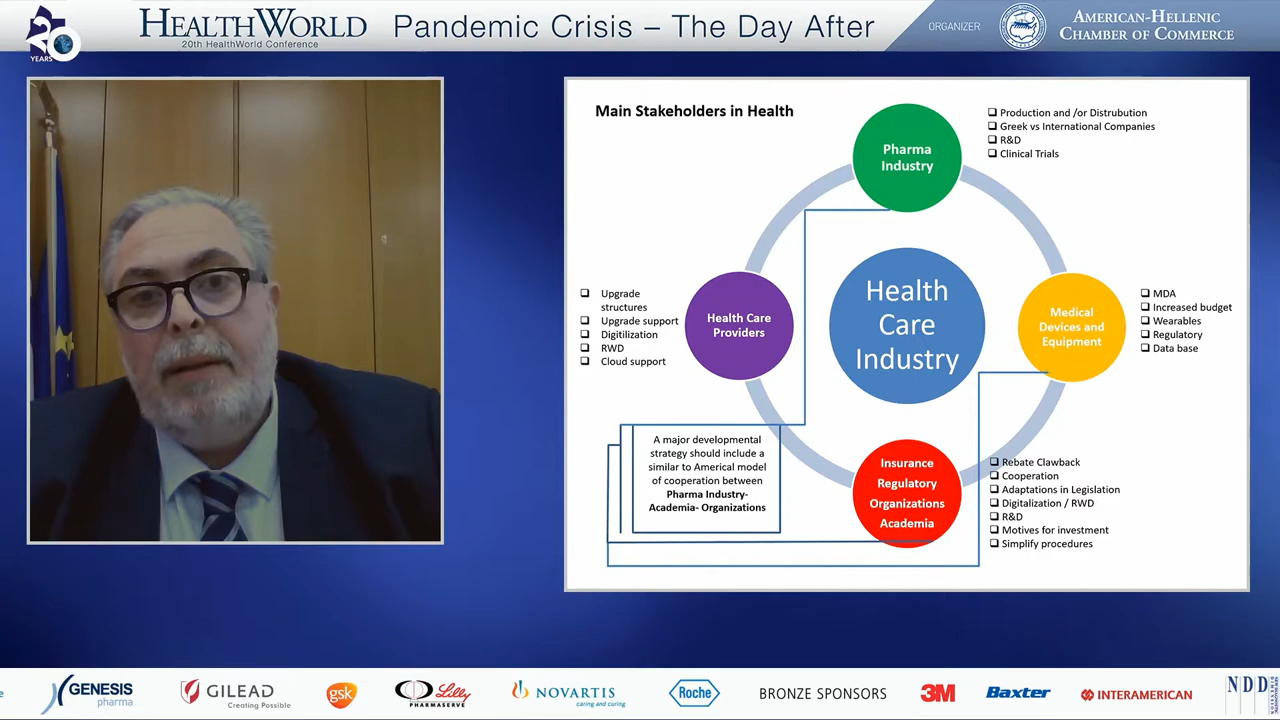 20
YEARS
HEALTHWORLD
20th HealthWorld Conference
Pandemic Crisis – The Day After
ORGANIZER
AMERICAN-HELLENIC
CHAMBER OF COMMERCE
Main Stakeholders in Health
Pharma
Industry
Production and /or Distrubution
Greek vs International Companies
R&D
Clinical Trials
Upgrade
structures
Upgrade support
Digitilization
RWD
Cloud support
Health Care
Providers
Health
Care
Industry
Medical
Devices and
Equipment
MDA
Increased budget
Wearables
Regulatory
Data base
A major developmental
strategy should include a
similar to Americal model
of cooperation between
Pharma Industry-
Academia- Organizations
Insurance
Regulatory
Organizations
Academia
Rebate Clawback
Cooperation
Adaptations in Legislation
Digitalization / RWD
R&D
Motives for investment
Simplify procedures
GENESIS
pharma
GILEAD
Creating Possible
gsk
Lilly
PHARMASERVE
NOVARTIS
caring and curing
Roche
BRONZE SPONSORS
3M
Baxter
INTERAMERICAN
NDD